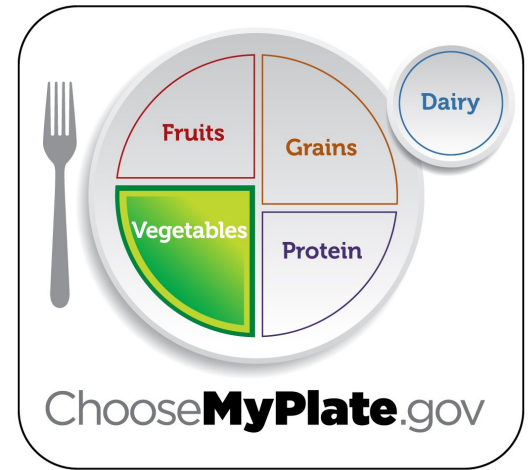 Dairy
Fruits
Grains
Vegetables
Protein
ChooseMyPlate.gov